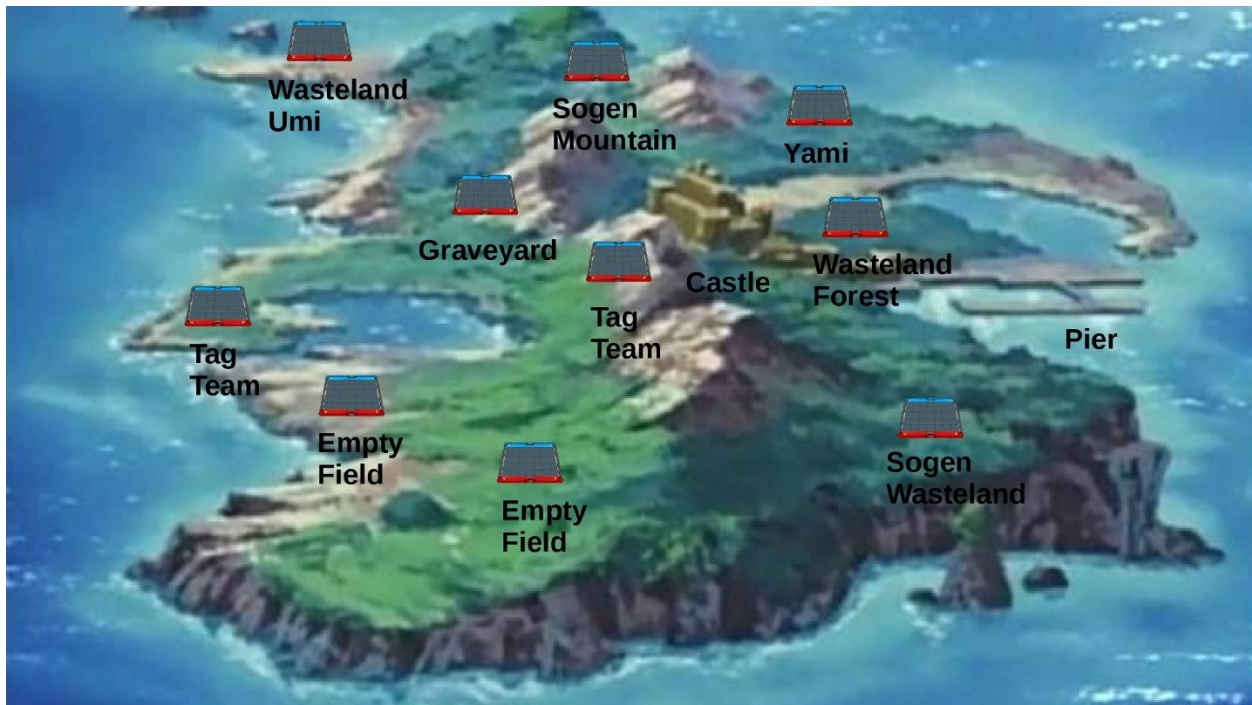 Wasteland
Umi
Sogen
Mountain
Yami
Graveyard
Castle
Wasteland
Forest
Tag
Team
Pier
Tag
Team
Empty
Field
Sogen
Wasteland
Empty
Field